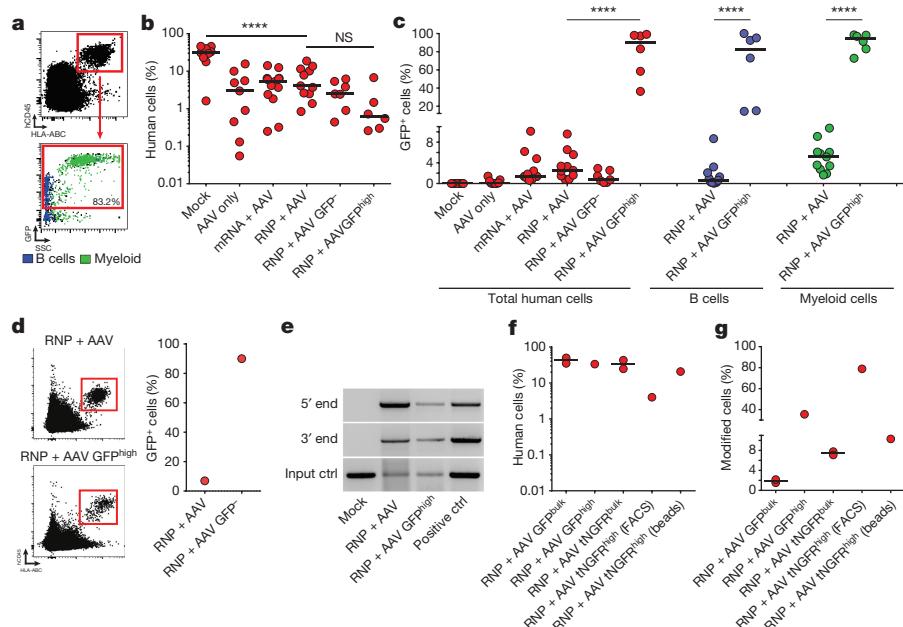 a
hCD45
HLA-ABC
83.2%
GFP
SSC
B cells
Myeloid
b
Human cells (%)
100
10
1
0.1
0.01
****
NS
Mock
AAV only
mRNA + AAV
RNP + AAV
RNP + AAV GFP−
RNP + AAVGFPhigh
c
GFP+ cells (%)
100
80
60
40
20
8
4
0
****
****
****
Mock
AAV only
mRNA + AAV
RNP + AAV
RNP + AAV GFP−
RNP + AAV GFPhigh
RNP + AAV
RNP + AAV GFPhigh
RNP + AAV
RNP + AAV GFPhigh
Total human cells
B cells
Myeloid cells
d
RNP + AAV
RNP + AAV GFPhigh
hCD45
HLA-ABC
GFP+ cells (%)
100
80
60
40
20
0
RNP + AAV
RNP + AAV GFP−
e
5′ end
3′ end
Input ctrl
Mock
RNP + AAV
RNP + AAV GFPhigh
Positive ctrl
f
Human cells (%)
100
10
1
0.1
0.01
RNP + AAV GFPbulk
RNP + AAV GFPhigh
RNP + AAV tNGFRbulk
RNP + AAV tNGFRhigh (FACS)
RNP + AAV tNGFRhigh (beads)
g
Modified cells (%)
100
80
60
40
20
8
4
0
RNP + AAV GFPbulk
RNP + AAV GFPhigh
RNP + AAV tNGFRbulk
RNP + AAV tNGFRhigh (FACS)
RNP + AAV tNGFRhigh (beads)